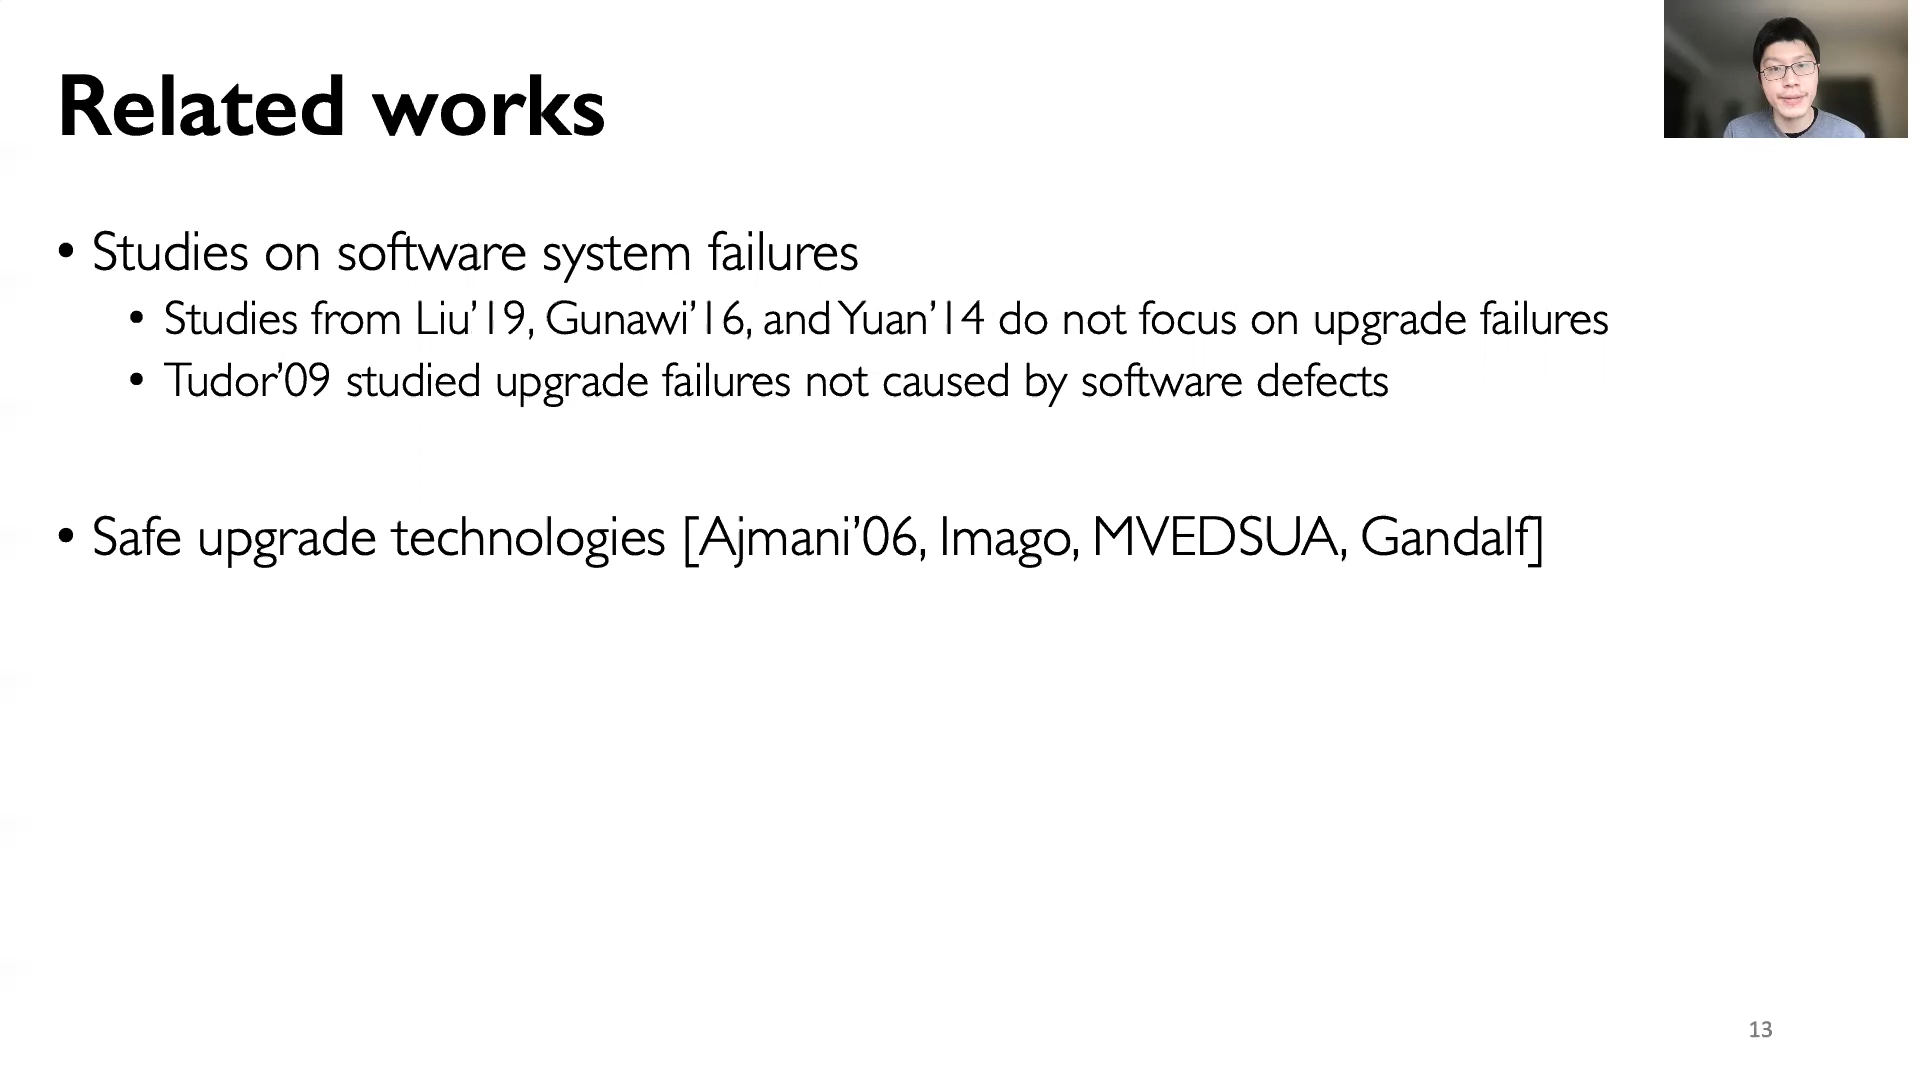 Related works
• Studies on software system failures
• Studies from Liu’19, Gunawi’16, and Yuan’14 do not focus on upgrade failures
• Tudor’09 studied upgrade failures not caused by software defects
• Safe upgrade technologies [Ajmani’06, Imago, MVEDSUA, Gandalf]
13